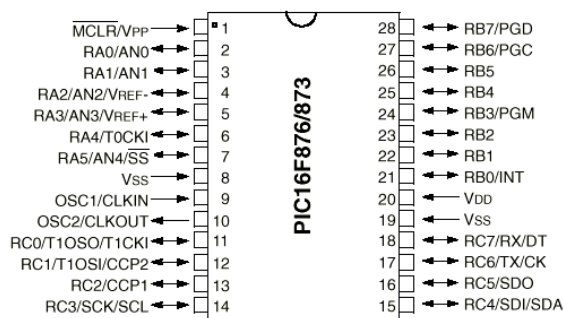 MCLR/VPP 1 28 RB7/PGD
RA0/AN0 2 27 RB6/PGC
RA1/AN1 3 26 RB5
RA2/AN2/VREF- 4 25 RB4
RA3/AN3/VREF+ 5 24 RB3/PGM
RA4/T0CKI 6 23 RB2
RA5/AN4/SS 7 22 RB1
VSS 8 21 RB0/INT
OSC1/CLKIN 9 20 VDD
OSC2/CLKOUT 10 19 VSS
RC0/T1OSO/T1CKI 11 18 RC7/RX/DT
RC1/T1OSI/CCP2 12 17 RC6/TX/CK
RC2/CCP1 13 16 RC5/SDO
RC3/SCK/SCL 14 15 RC4/SDI/SDA
PIC16F876/873